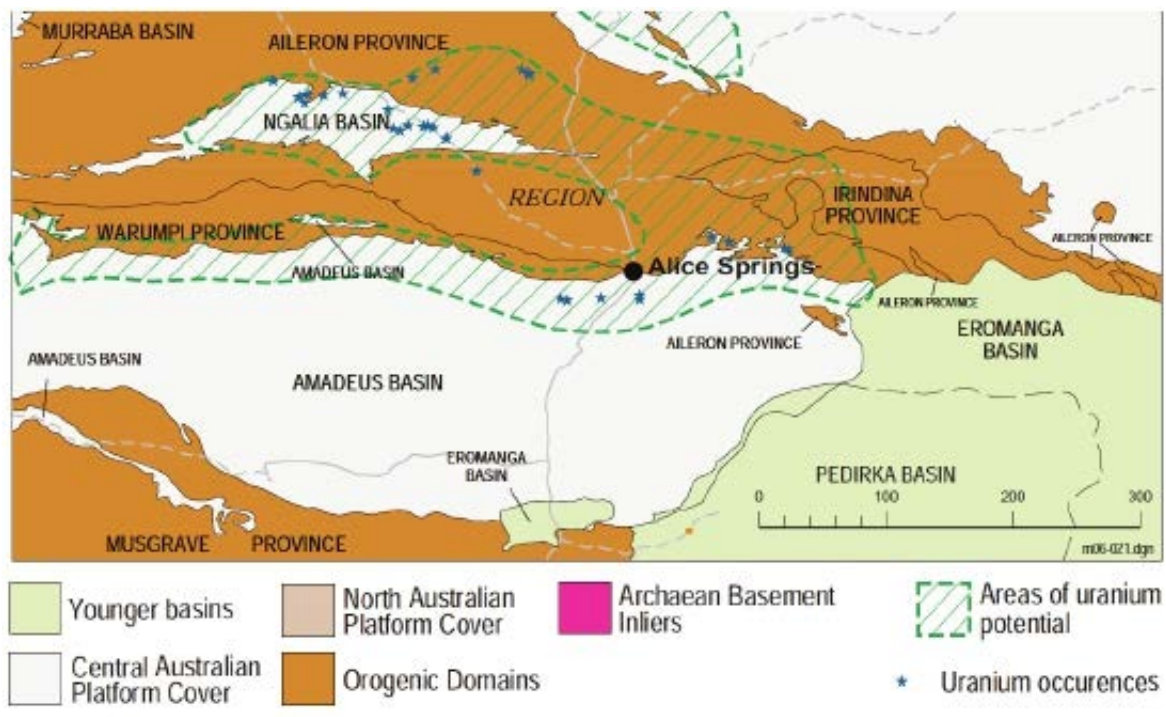 MURRABA BASIN
AILERON PROVINCE
NGALIA BASIN
REGION
IRINDINA
PROVINCE
WARUMPI PROVINCE
AILERON PROVINCE
AMADEUS BASIN
Alice Springs
AILERON PROVINCE
EROMANGA
BASIN
AILERON PROVINCE
AMADEUS BASIN
AMADEUS BASIN
EROMANGA
BASIN
PEDIRKA BASIN
0
100
200
300
MUSGRAVE PROVINCE
m06-021.dgn
Younger basins
North Australian
Platform Cover
Archaean Basement
Inliers
Areas of uranium
potential
Central Australian
Platform Cover
Orogenic Domains
Uranium occurences